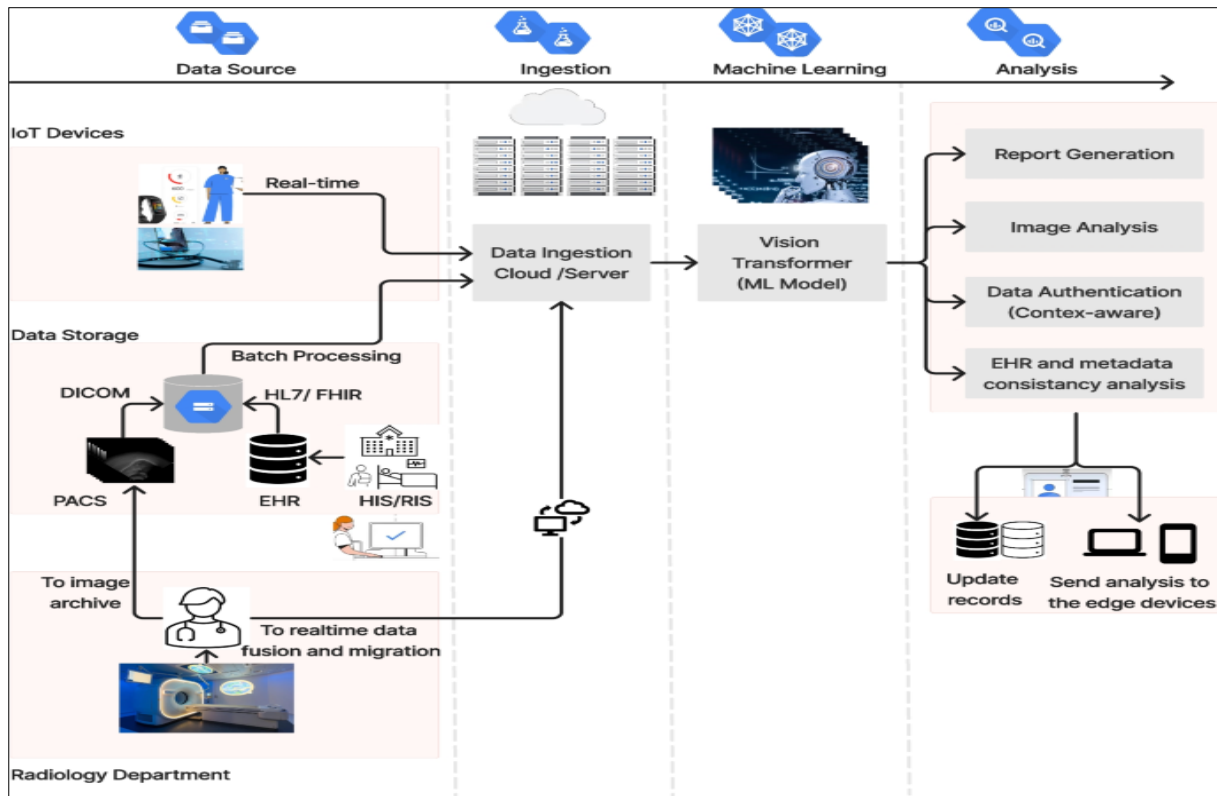 Data Source
Ingestion
Machine Learning
Analysis
IoT Devices
Real-time
Report Generation
Image Analysis
Data Ingestion
Cloud /Server
Vision
Transformer
(ML Model)
Data Authentication
(Contex-aware)
EHR and metadata
consistancy analysis
Data Storage
Batch Processing
DICOM
HL7/ FHIR
PACS
EHR
HIS/RIS
To image
archive
To realtime data
fusion and migration
Update
records
Send analysis to
the edge devices
Radiology Department